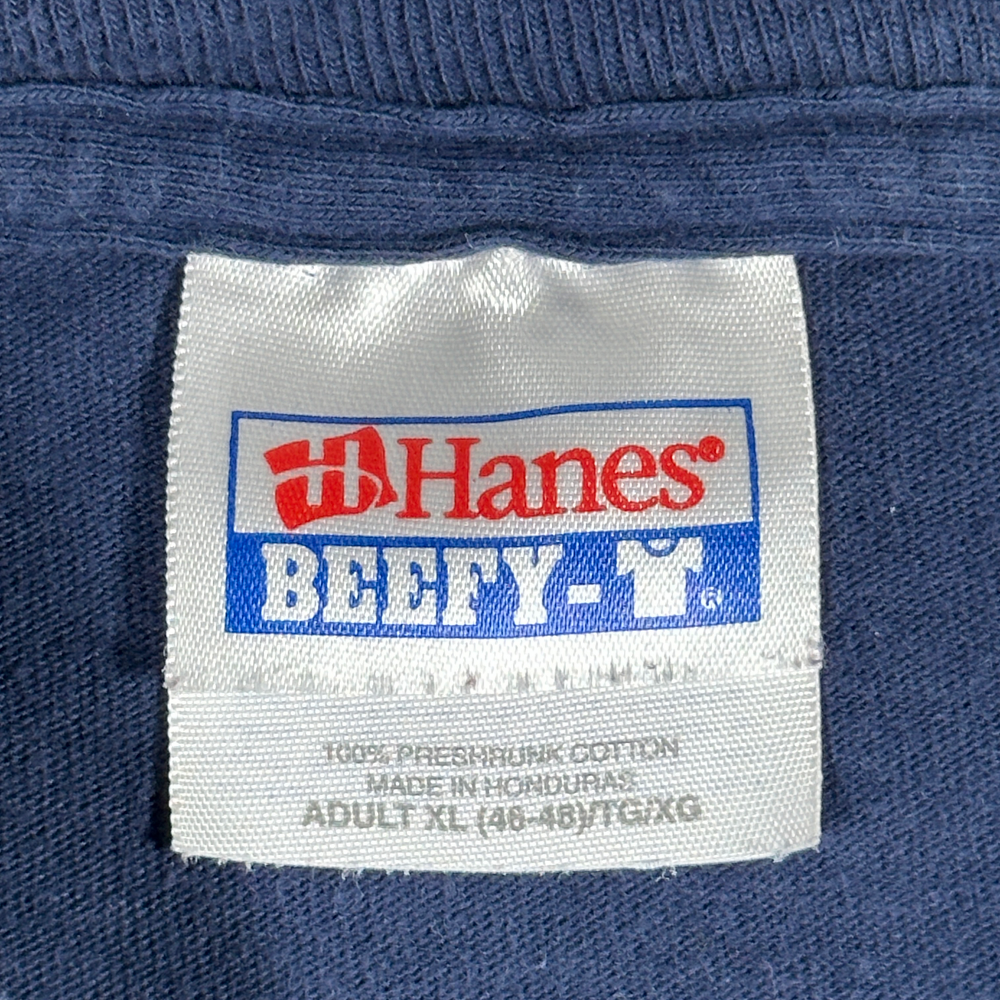 H Hanes®
BEEFY-T®
100% PRESHRUNK COTTON
MADE IN HONDURAS
ADULT XL (46-48)/TG/XG